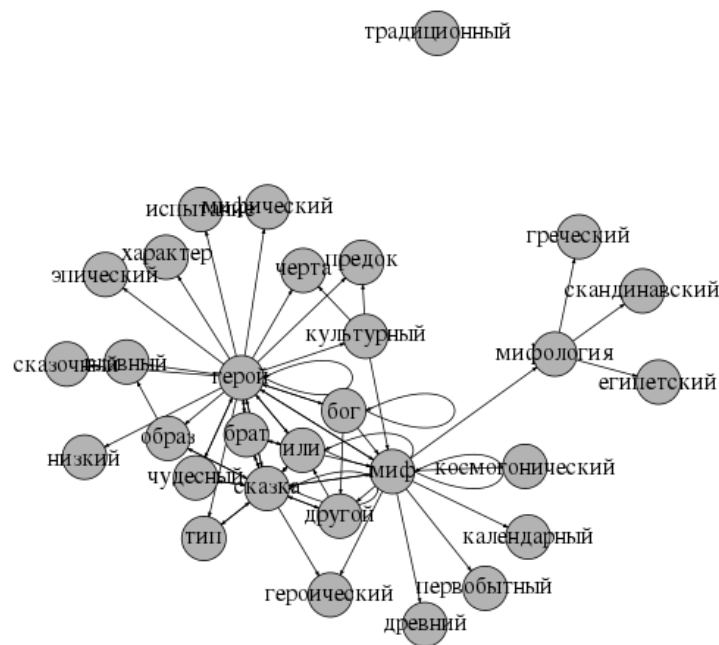 традиционный
испытание
мифический
греческий
характер
эпический
черта
предок
скандинавский
культурный
мифология
сказочный
главный
герой
египетский
бог
образ
брат
или
низкий
чудесный
сказка
миф
космогонический
другой
тип
календарный
героический
первобытный
древний